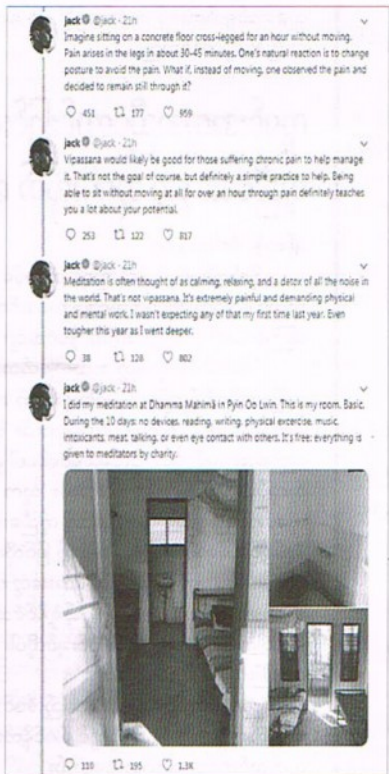 jack @jack · 21h
Imagine sitting on a concrete floor cross-legged for an hour without moving.
Pain arises in the legs in about 30-45 minutes. One's natural reaction is to change
posture to avoid the pain. What if, instead of moving, one observed the pain and
decided to remain still through it?
451 177 959
jack @jack · 21h
Vipassana would likely be good for those suffering chronic pain to help manage
it. That's not the goal of course, but definitely a simple practice to help. Being
able to sit without moving at all for over an hour through pain definitely teaches
you a lot about your potential.
253 122 817
jack @jack · 21h
Meditation is often thought of as calming, relaxing, and a detox of all the noise in
the world. That's not vipassana. It's extremely painful and demanding physical
and mental work. I wasn't expecting any of that my first time last year. Even
tougher this year as I went deeper.
38 128 802
jack @jack · 21h
I did my meditation at Dhamma Mahimā in Pyin Oo Lwin. This is my room. Basic.
During the 10 days: no devices, reading, writing, physical excercise, music,
intoxicants, meat, talking, or even eye contact with others. It's free: everything is
given to meditators by charity.
110 195 1.3K